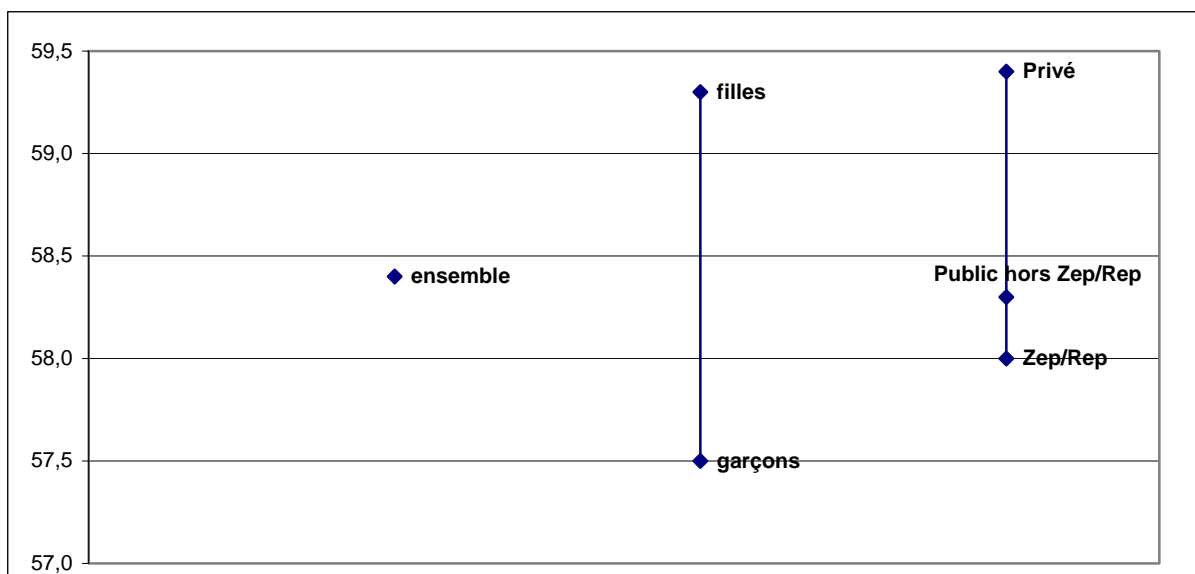 59,5
Privé
filles
59,0
58,5
ensemble
Public hors Zep/Rep
58,0
Zep/Rep
57,5
garçons
57,0